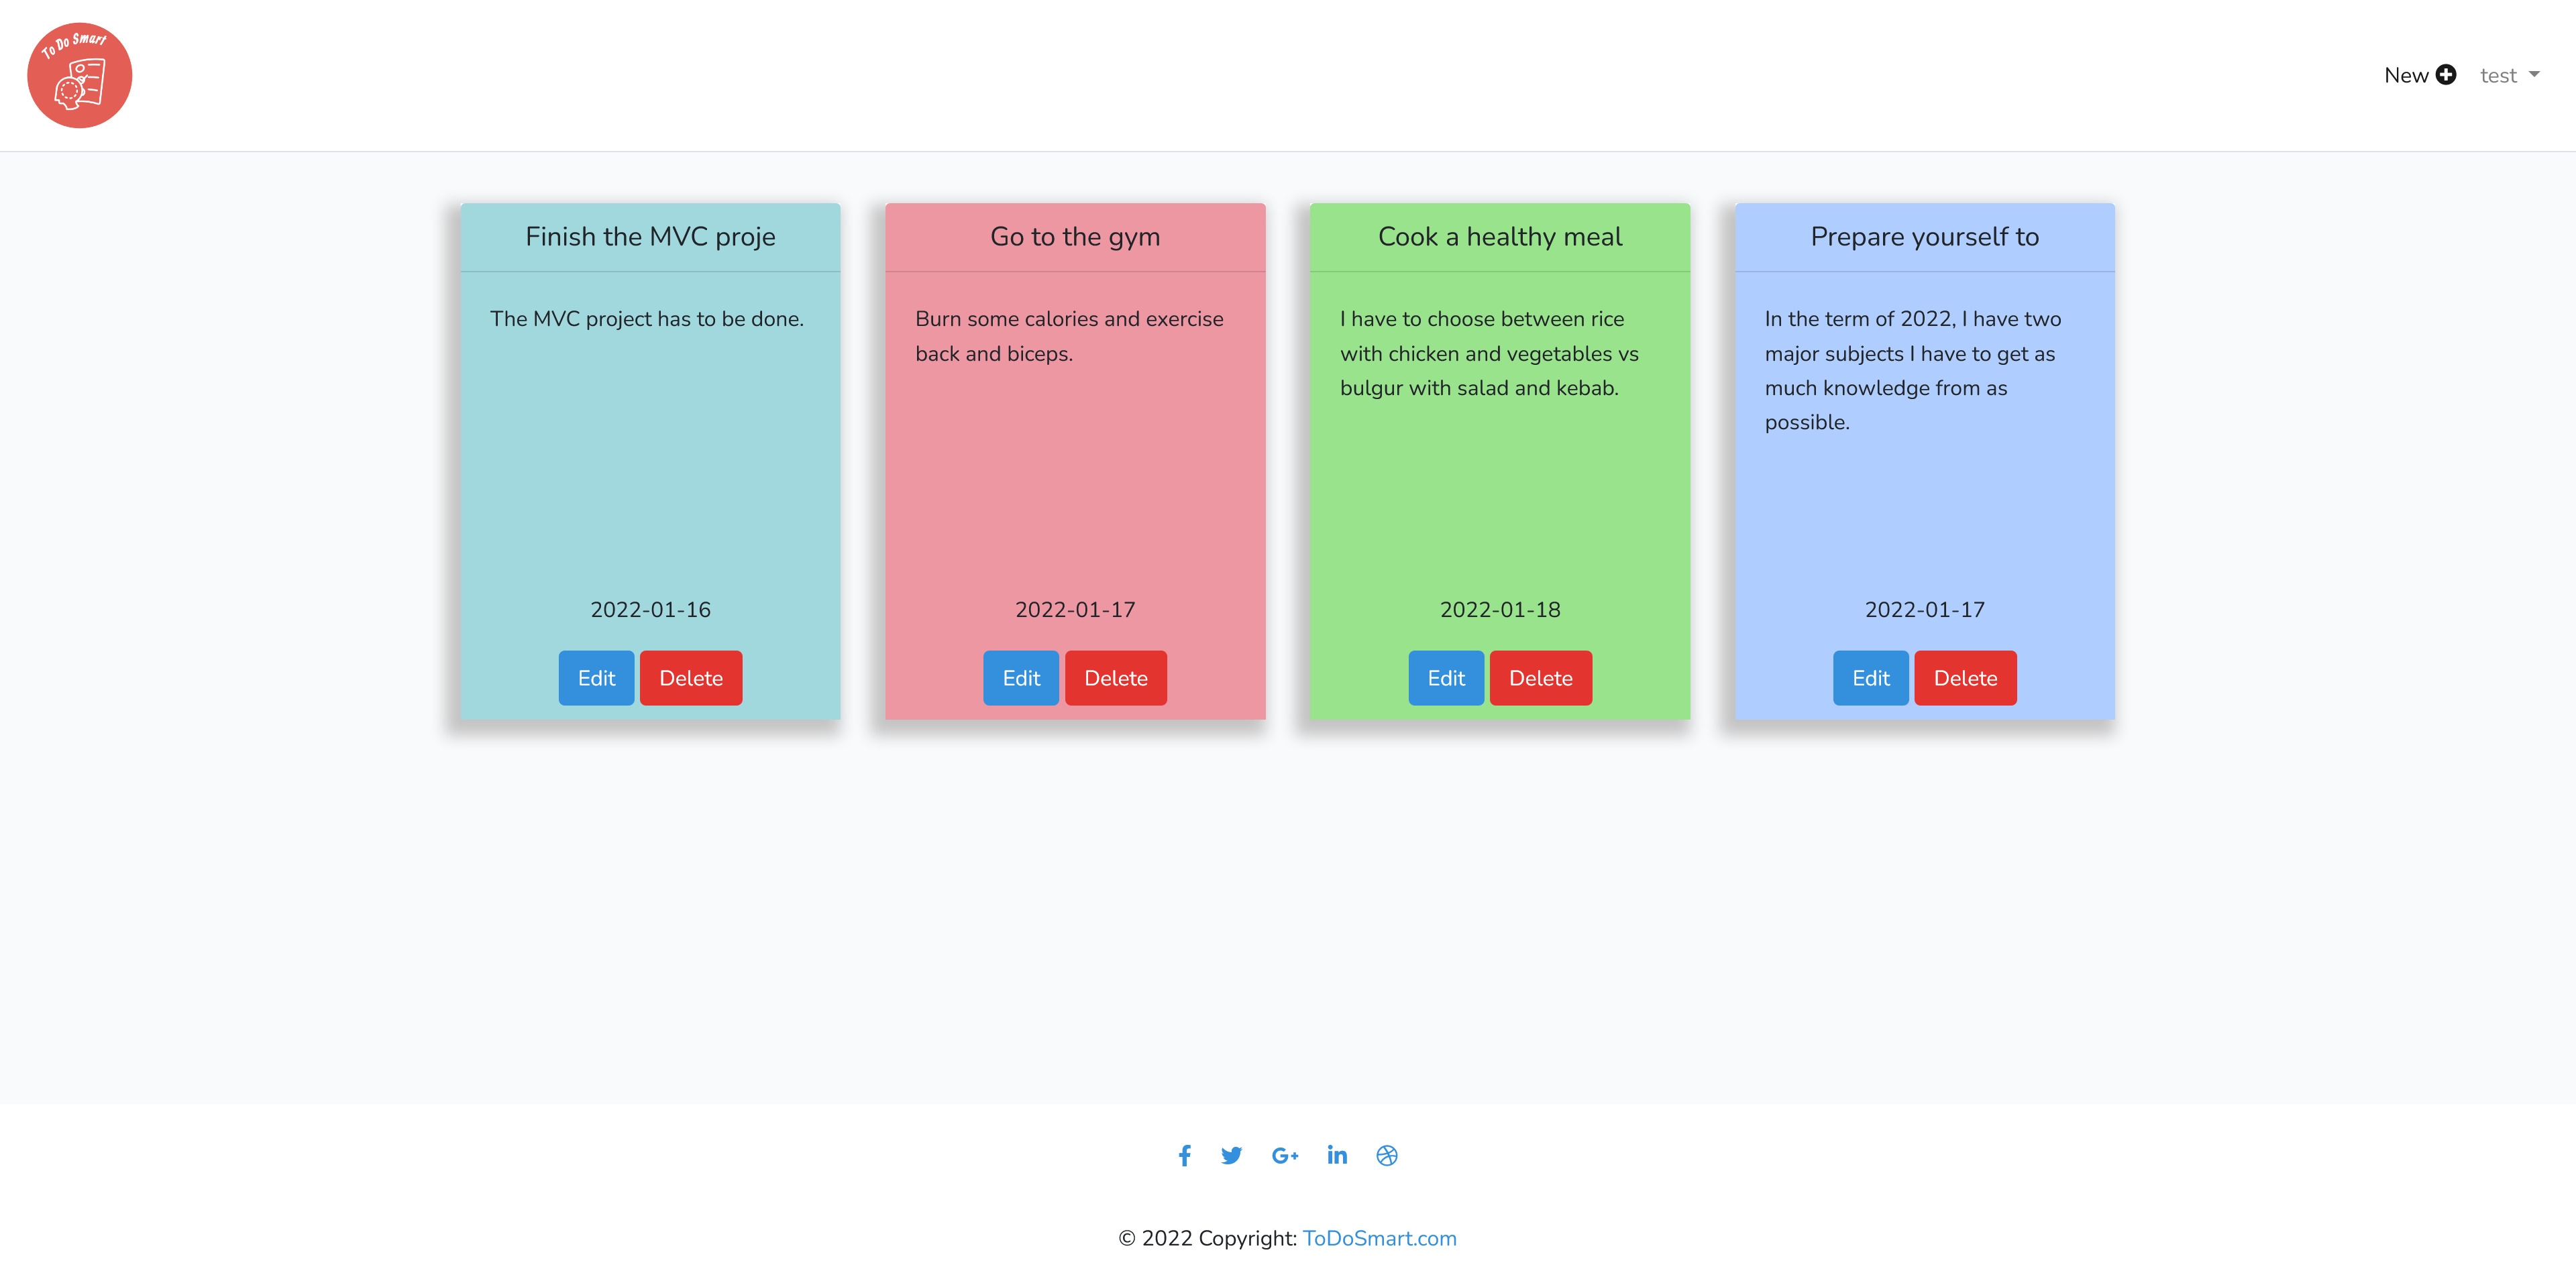 To Do Smart
New
test
Finish the MVC proje
The MVC project has to be done.
2022-01-16
Edit
Delete
Go to the gym
Burn some calories and exercise
back and biceps.
2022-01-17
Edit
Delete
Cook a healthy meal
I have to choose between rice
with chicken and vegetables vs
bulgur with salad and kebab.
2022-01-18
Edit
Delete
Prepare yourself to
In the term of 2022, I have two
major subjects I have to get as
much knowledge from as
possible.
2022-01-17
Edit
Delete
© 2022 Copyright: ToDoSmart.com